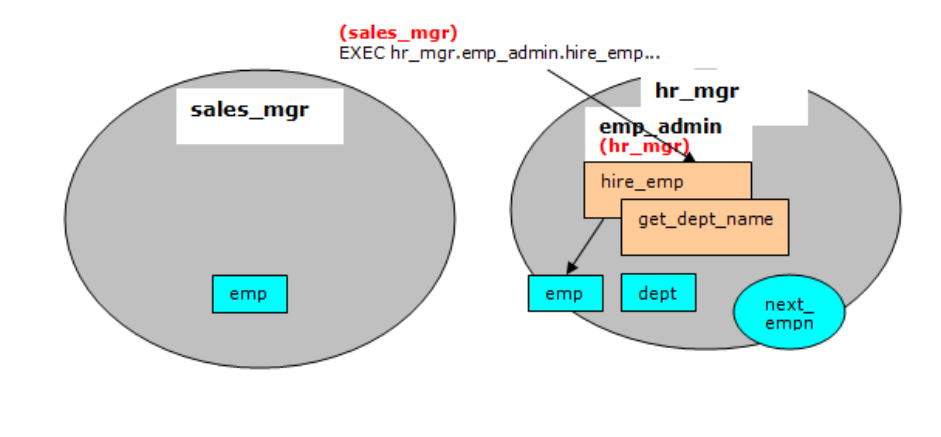 (sales_mgr)
EXEC hr_mgr.emp_admin.hire_emp...
sales_mgr
hr_mgr
emp_admin
(hr_mgr)
hire_emp
get_dept_name
emp
emp
dept
next_
empn